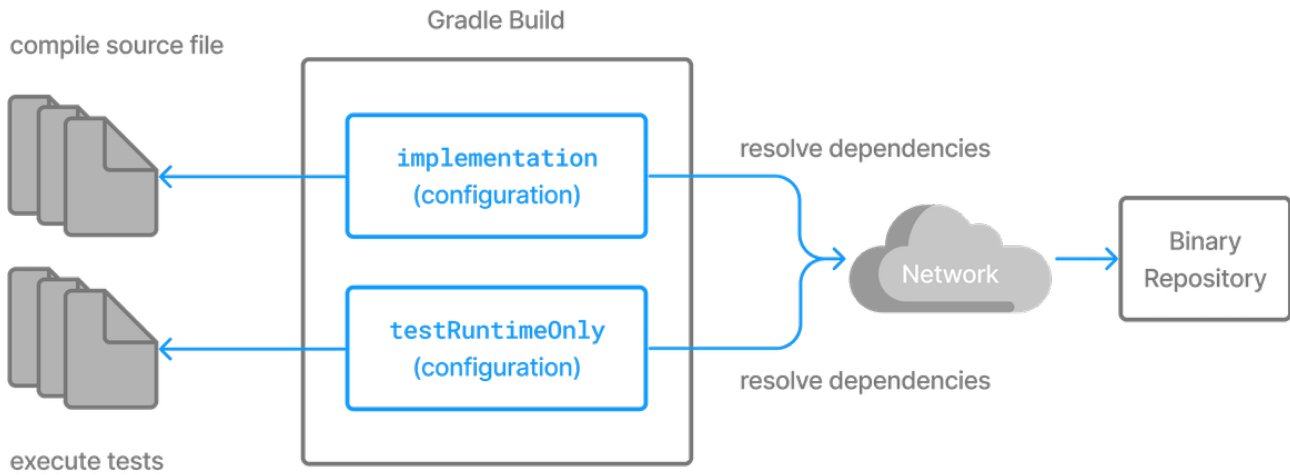 Gradle Build
compile source file
implementation
(configuration)
resolve dependencies
Network
Binary
Repository
testRuntimeOnly
(configuration)
resolve dependencies
execute tests